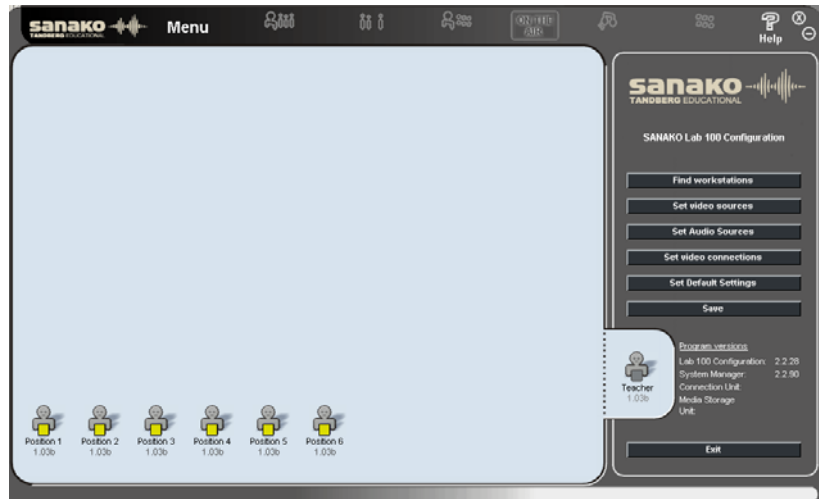 sanako
TANDBERG EDUCATIONAL
Menu
ON THE
AIR
Help
sanako
TANDBERG EDUCATIONAL
SANAKO Lab 100 Configuration
Find workstations
Set video sources
Set Audio Sources
Set video connections
Set Default Settings
Save
Program versions
Lab 100 Configuration: 2.2.28
System Manager: 2.2.80
Connection Unit:
Media Storage
Unit:
Teacher
1.03b
Exit
Position 1 Position 2 Position 3 Position 4 Position 5 Position 6
1.03b 1.03b 1.03b 1.03b 1.03b 1.03b